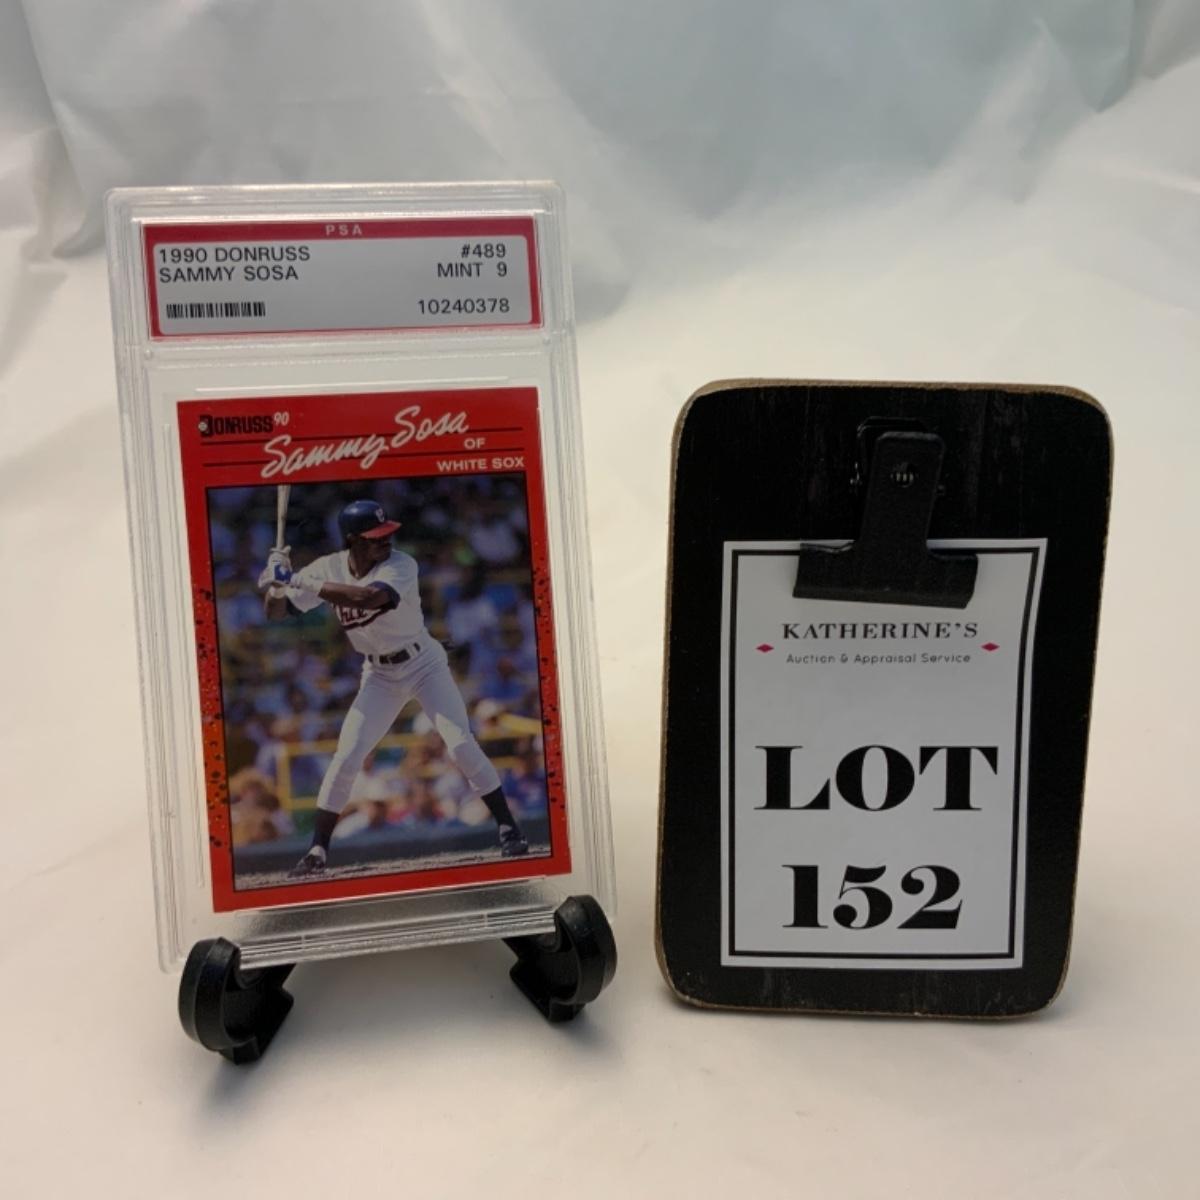 PSA
1990 DONRUSS #489
SAMMY SOSA MINT 9
10240378
DONRUSS 90
Sammy Sosa
OF
WHITE SOX
KATHERINE'S
Auction & Appraisal Service
LOT
152